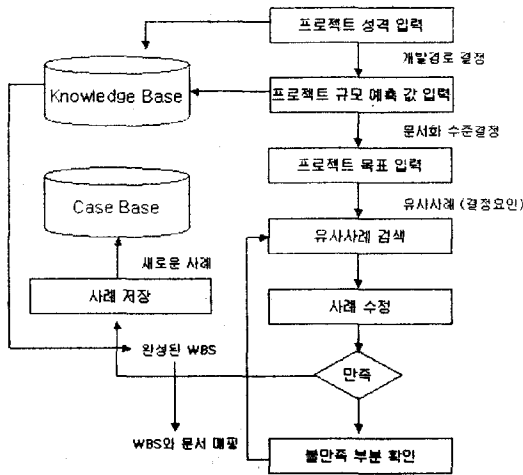 프로젝트 성격 입력
개발경로 결정
Knowledge Base
프로젝트 규모 예측 값 입력
문서화 수준결정
프로젝트 목표 입력
유사사례 (결정요인)
Case Base
유사사례 검색
새로운 사례
사례 저장
사례 수정
완성된 WBS
만족
WBS와 문서 매핑
불만족 부분 확인